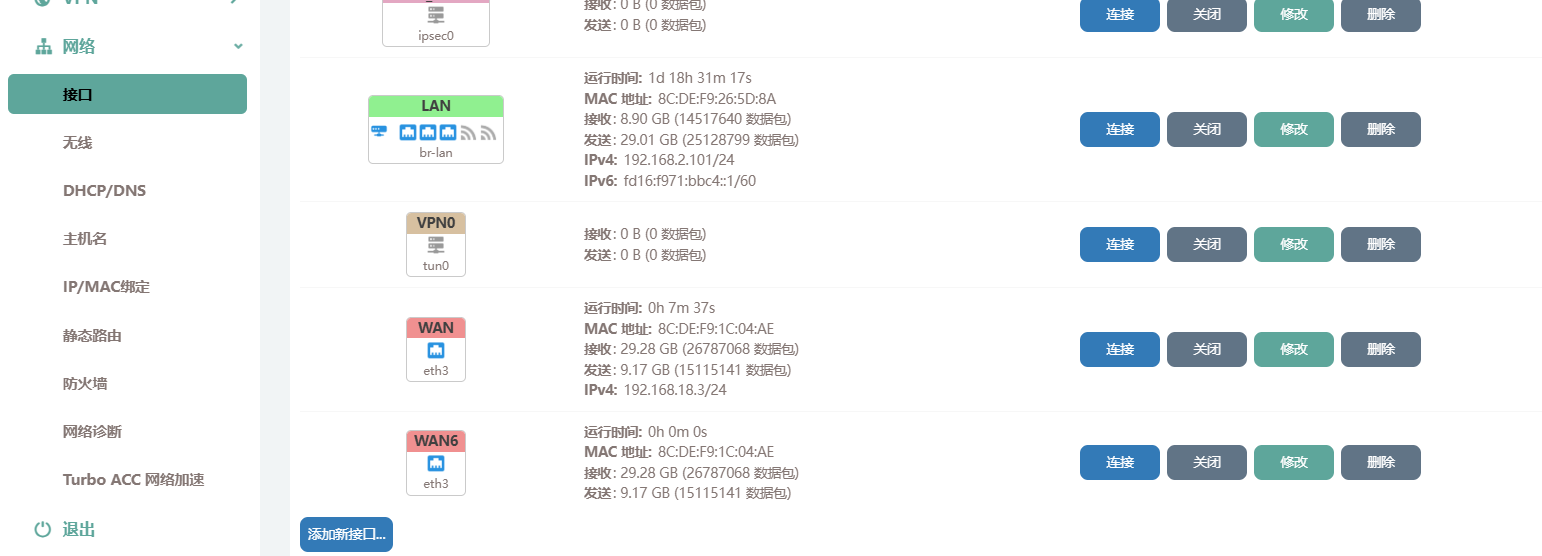 VPN
网络
接口
无线
DHCP/DNS
主机名
IP/MAC绑定
静态路由
防火墙
网络诊断
Turbo ACC 网络加速
退出
ipsec0
接收: 0 B (0 数据包)
发送: 0 B (0 数据包)
连接 关闭 修改 删除
LAN
br-lan
运行时间: 1d 18h 31m 17s
MAC 地址: 8C:DE:F9:26:5D:8A
接收: 8.90 GB (14517640 数据包)
发送: 29.01 GB (25128799 数据包)
IPv4: 192.168.2.101/24
IPv6: fd16:f971:bbc4::1/60
连接 关闭 修改 删除
VPN0
tun0
接收: 0 B (0 数据包)
发送: 0 B (0 数据包)
连接 关闭 修改 删除
WAN
eth3
运行时间: 0h 7m 37s
MAC 地址: 8C:DE:F9:1C:04:AE
接收: 29.28 GB (26787068 数据包)
发送: 9.17 GB (15115141 数据包)
IPv4: 192.168.18.3/24
连接 关闭 修改 删除
WAN6
eth3
运行时间: 0h 0m 0s
MAC 地址: 8C:DE:F9:1C:04:AE
接收: 29.28 GB (26787068 数据包)
发送: 9.17 GB (15115141 数据包)
连接 关闭 修改 删除
添加新接口...